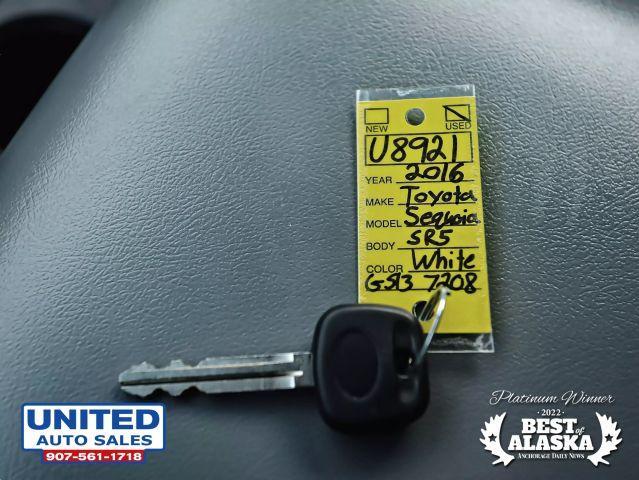 NEW USED
U8921
YEAR 2016
MAKE Toyota
MODEL Sequoia
BODY SR5
COLOR White
GS13 7208
UNITED
AUTO SALES
907-561-1718
Platinum Winner
· 2022 ·
BEST of
ALASKA
ANCHORAGE DAILY NEWS